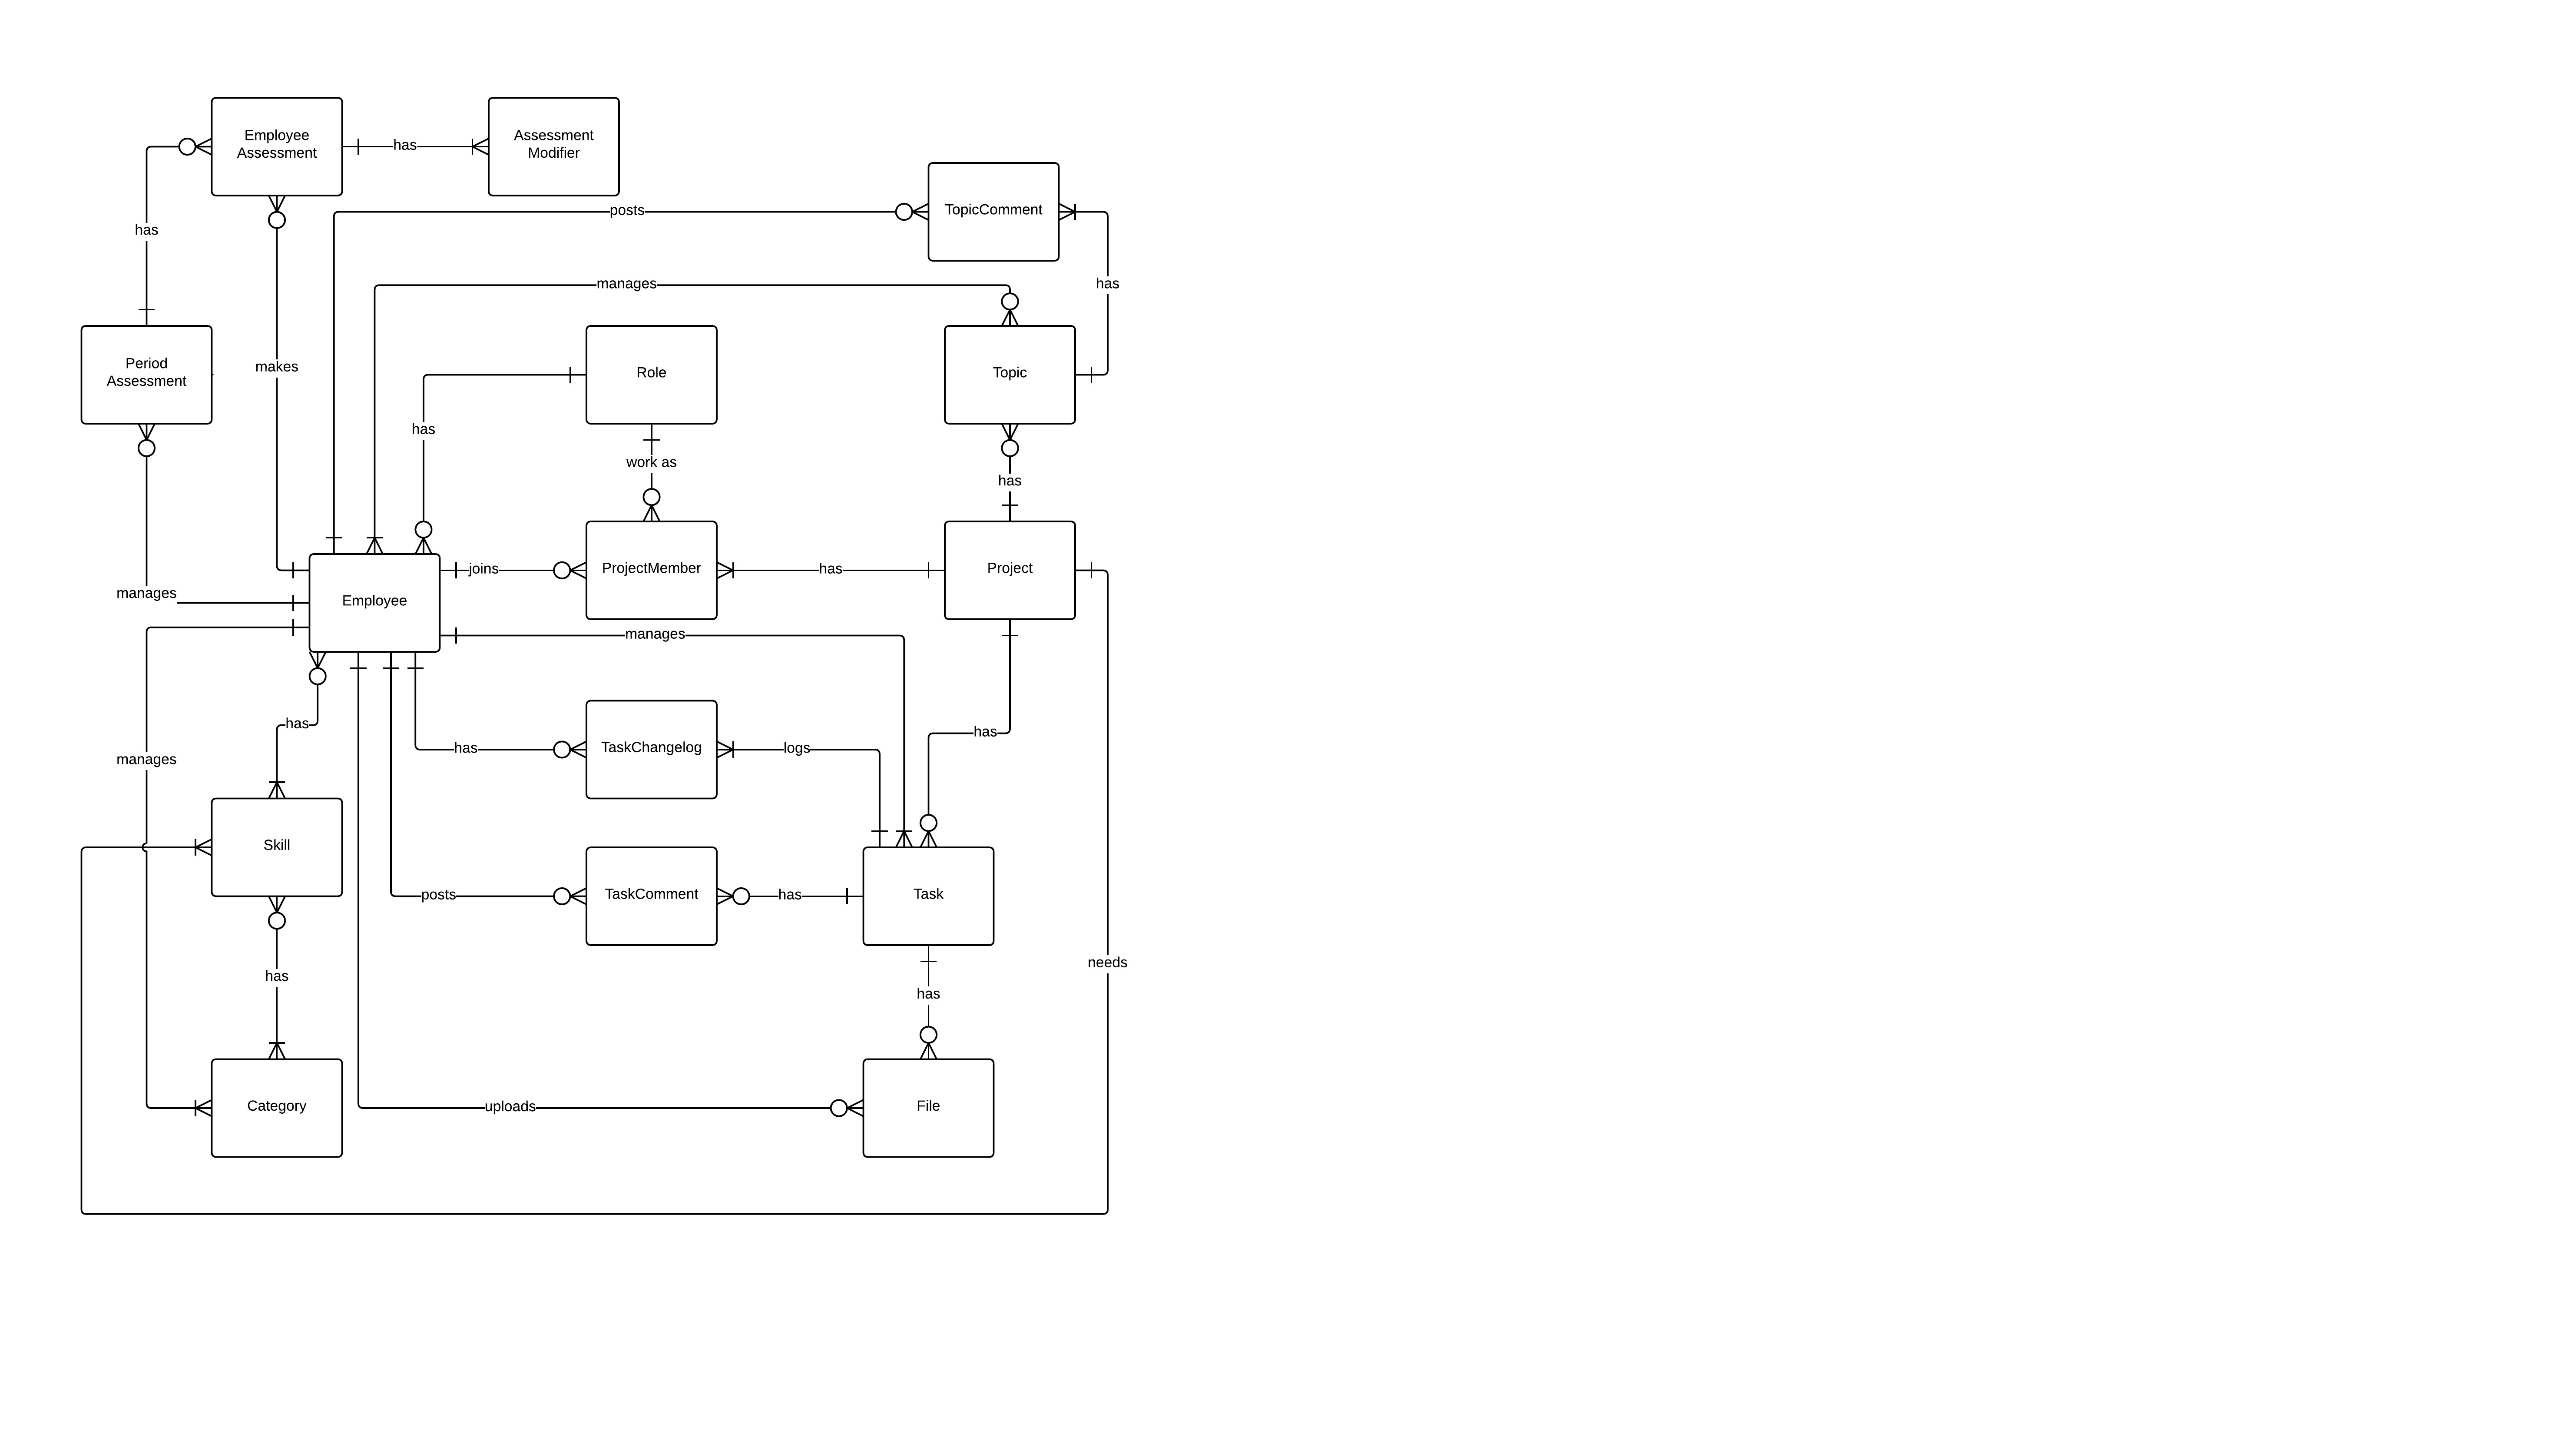 Employee
Assessment
has
Assessment
Modifier
posts
TopicComment
has
manages
has
Period
Assessment
makes
Role
Topic
has
work as
has
joins
ProjectMember
has
Project
manages
Employee
manages
has
has
manages
has
TaskChangelog
logs
Skill
posts
TaskComment
has
Task
needs
has
has
Category
uploads
File